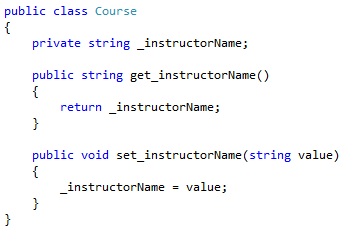 public class Course
{
    private string _instructorName;

    public string get_instructorName()
    {
        return _instructorName;
    }

    public void set_instructorName(string value)
    {
        _instructorName = value;
    }
}